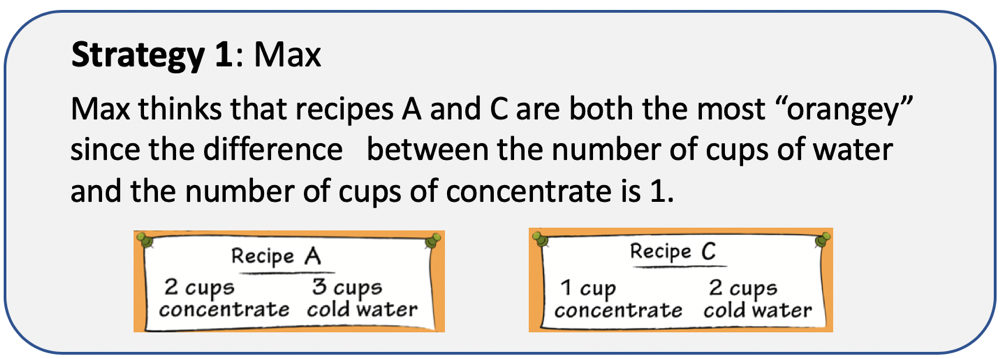 Strategy 1: Max
Max thinks that recipes A and C are both the most “orangey”
since the difference   between the number of cups of water
and the number of cups of concentrate is 1.
Recipe A
2 cups 3 cups
concentrate cold water
Recipe C
1 cup 2 cups
concentrate cold water